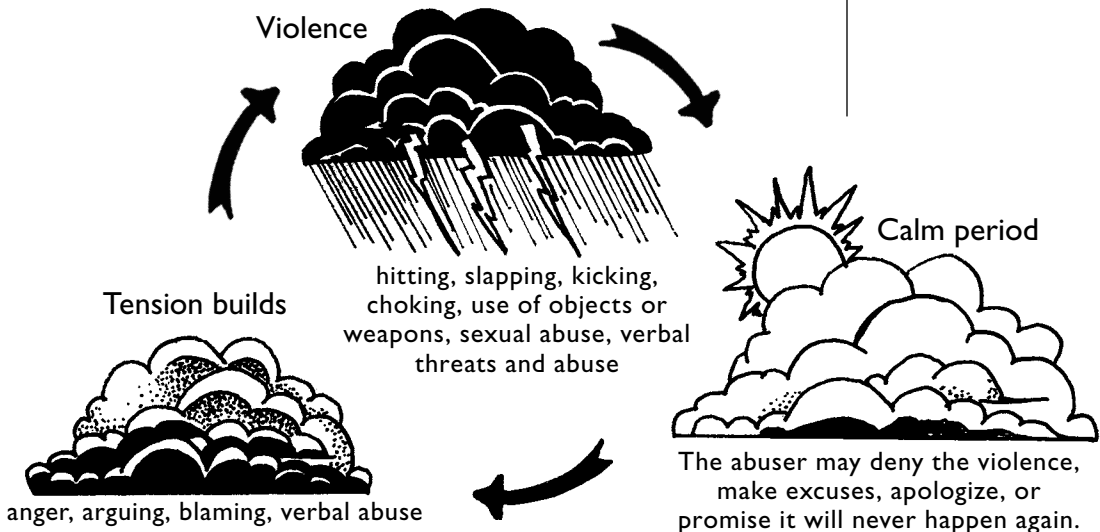 Violence
hitting, slapping, kicking,
choking, use of objects or
weapons, sexual abuse, verbal
threats and abuse
Calm period
The abuser may deny the violence,
make excuses, apologize, or
promise it will never happen again.
Tension builds
anger, arguing, blaming, verbal abuse